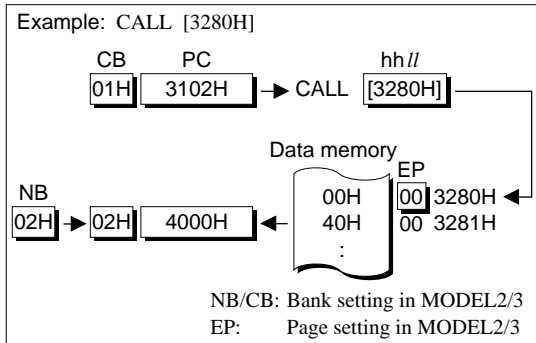 Example: CALL [3280H]
CB PC hhll
01H 3102H CALL [3280H]
Data memory
EP
NB 00H 00 3280H
02H 02H 4000H 40H 00 3281H
:
NB/CB: Bank setting in MODEL2/3
EP: Page setting in MODEL2/3